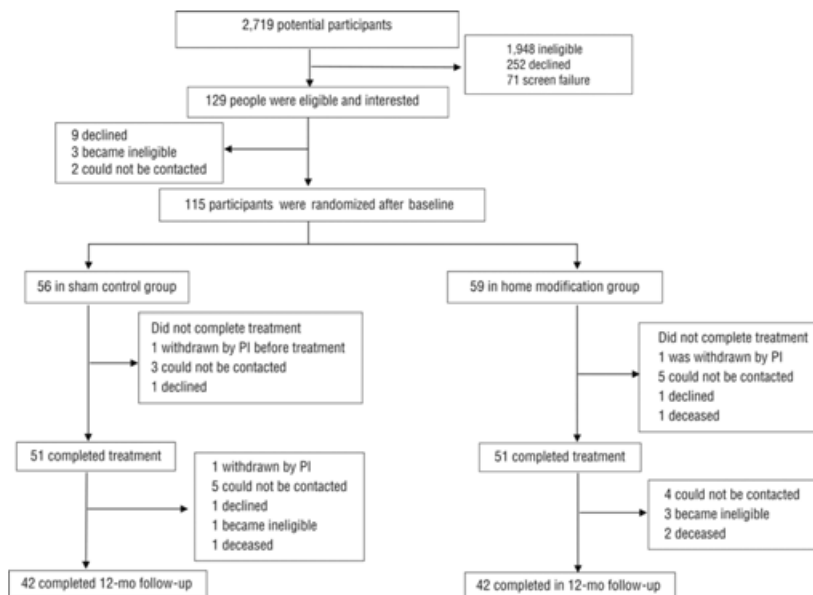 2,719 potential participants
1,948 ineligible
252 declined
71 screen failure
129 people were eligible and interested
9 declined
3 became ineligible
2 could not be contacted
115 participants were randomized after baseline
56 in sham control group
59 in home modification group
Did not complete treatment
1 withdrawn by PI before treatment
3 could not be contacted
1 declined
Did not complete treatment
1 was withdrawn by PI
5 could not be contacted
1 declined
1 deceased
51 completed treatment
51 completed treatment
1 withdrawn by PI
5 could not be contacted
1 declined
1 became ineligible
1 deceased
4 could not be contacted
3 became ineligible
2 deceased
42 completed 12-mo follow-up
42 completed in 12-mo follow-up